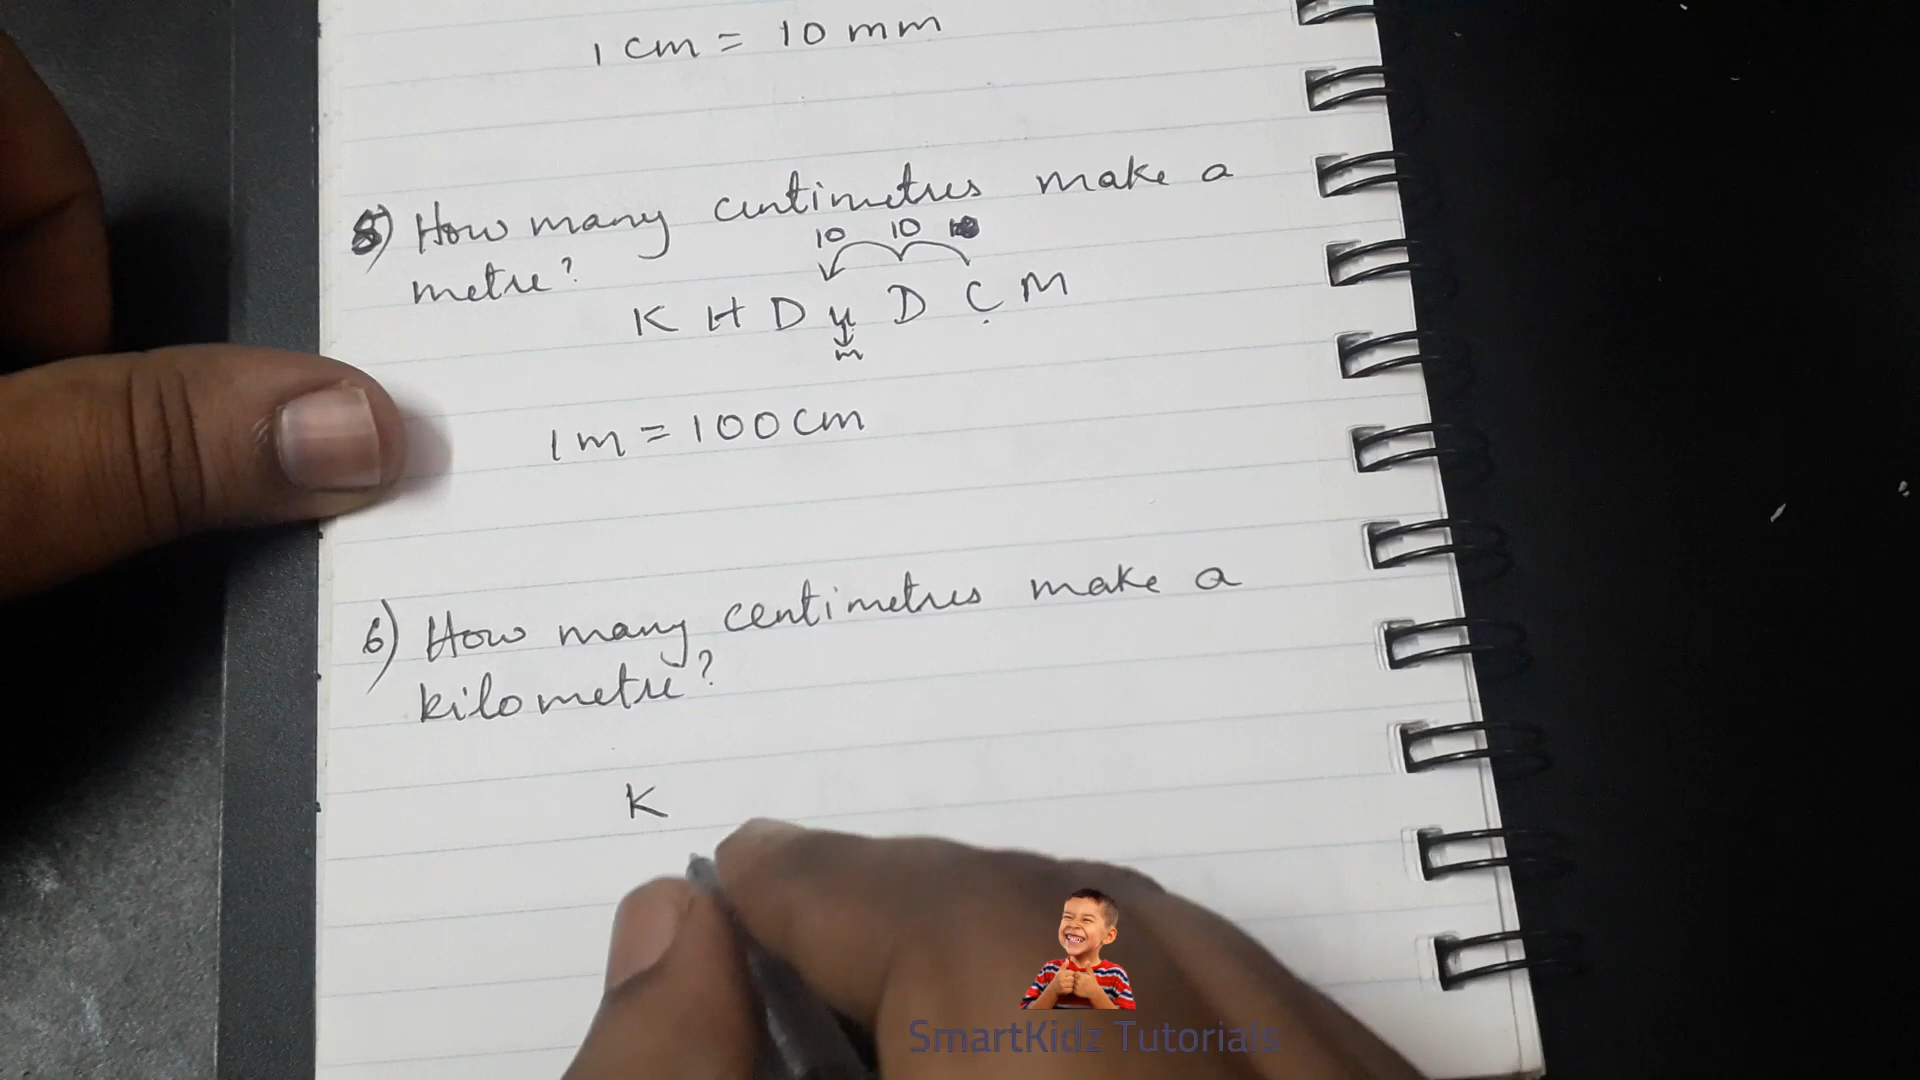 1 cm = 10 mm
5) How many centimetres make a
metre?
10 10
K H D u D C M
m
1 m = 100 cm
6) How many centimetres make a
kilometre?
K
SmartKidz Tutorials